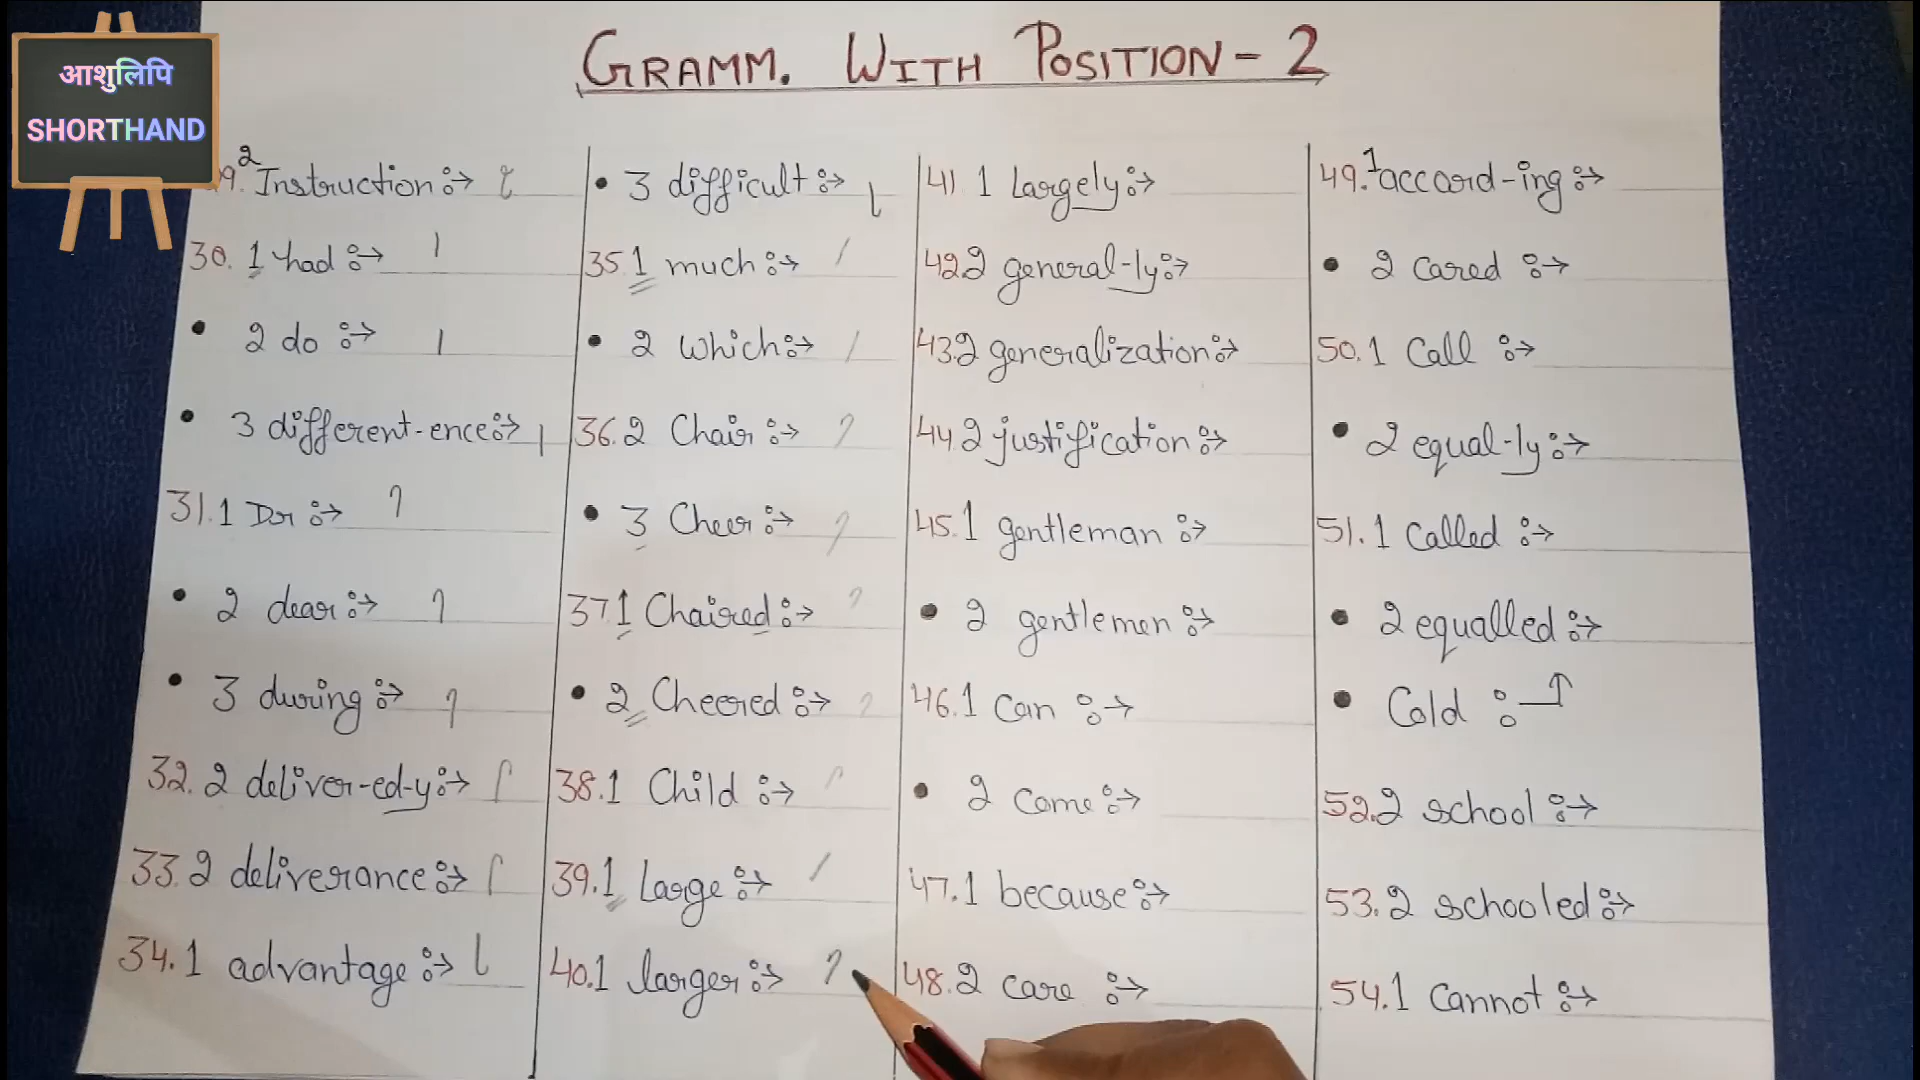 आशुलिपि
SHORTHAND
GRAMM. WITH POSITION - 2
9. 2 Instruction :→
30. 1 had :→
• 2 do :→
• 3 different-ence :→
31. 1 Dr :→
• 2 dear :→
• 3 during :→
32. 2 deliver-ed-y :→
33. 2 deliverance :→
34. 1 advantage :→
• 3 difficult :→
35. 1 much :→
• 2 which :→
36. 2 Chair :→
• 3 Cheer :→
37. 1 Chaired :→
• 2 Cheered :→
38. 1 Child :→
39. 1 Large :→
40. 1 larger :→
41. 1 Largely :→
42. 2 general-ly :→
43. 2 generalization :→
44. 2 justification :→
45. 1 gentleman :→
• 2 gentlemen :→
46. 1 Can :→
• 2 come :→
47. 1 because :→
48. 2 care :→
49. 1 accord-ing :→
• 2 Cared :→
50. 1 Call :→
• 2 equal-ly :→
51. 1 Called :→
• 2 equalled :→
• Cold :→
52. 2 school :→
53. 2 schooled :→
54. 1 Cannot :→